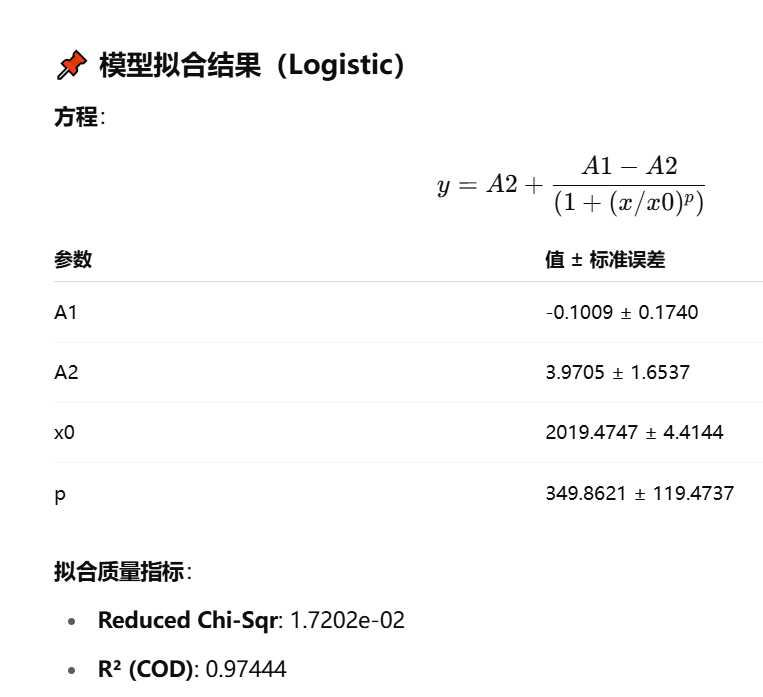 📌 模型拟合结果（Logistic）
方程：
y = A2 + (A1 − A2) / (1 + (x/x0)^p)
参数 值 ± 标准误差
A1 -0.1009 ± 0.1740
A2 3.9705 ± 1.6537
x0 2019.4747 ± 4.4144
p 349.8621 ± 119.4737
拟合质量指标：
• Reduced Chi-Sqr: 1.7202e-02
• R² (COD): 0.97444